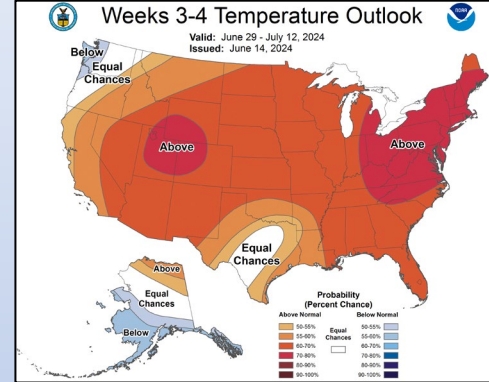 Weeks 3-4 Temperature Outlook
Valid: June 29 - July 12, 2024
Issued: June 14, 2024
NOAA
Below
Equal
Chances
Above
Above
Equal
Chances
Above
Equal
Chances
Below
Probability
(Percent Chance)
Above Normal
Below Normal
50-55%
55-60%
60-70%
70-80%
80-90%
90-100%
Equal
Chances
50-55%
55-60%
60-70%
70-80%
80-90%
90-100%